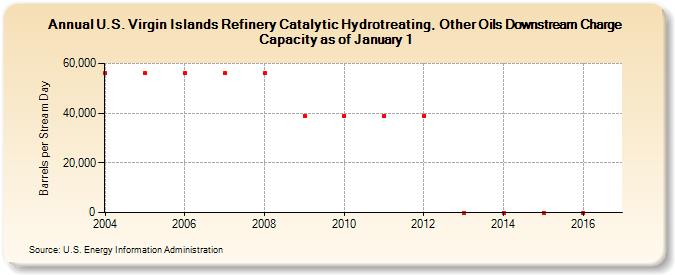 Annual U.S. Virgin Islands Refinery Catalytic Hydrotreating, Other Oils Downstream Charge
Capacity as of January 1
Barrels per Stream Day
60,000
40,000
20,000
0
2004 2006 2008 2010 2012 2014 2016
Source: U.S. Energy Information Administration